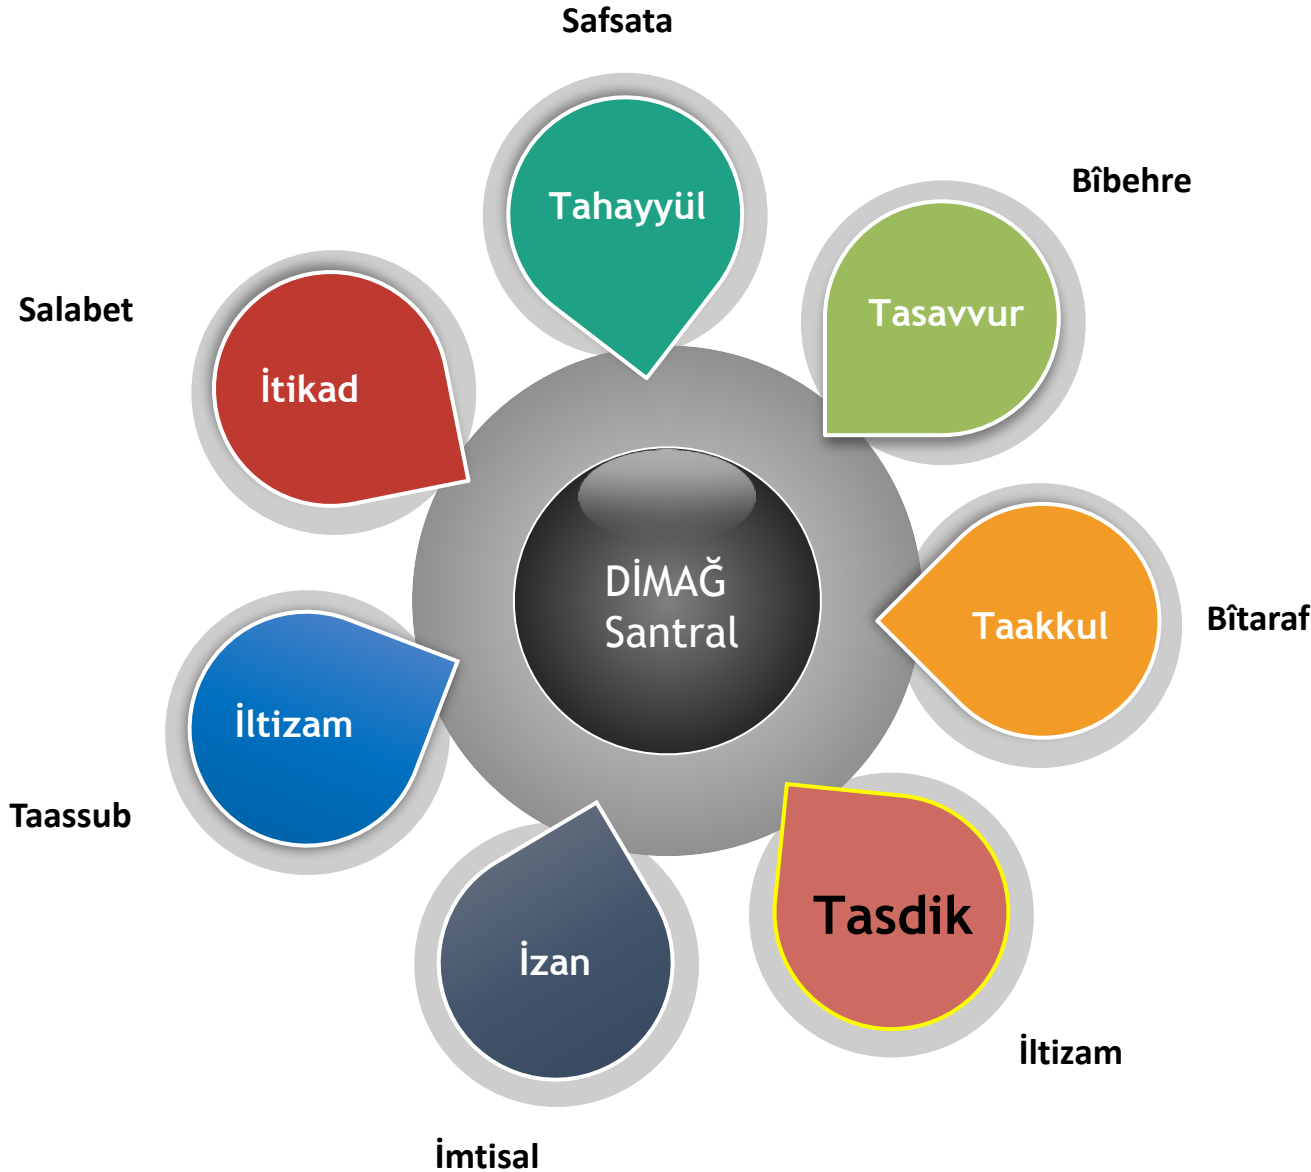 Safsata
Tahayyül
Bîbehre
Tasavvur
Salabet
İtikad
DİMAĞ
Santral
Taakkul
Bîtaraf
İltizam
Taassub
Tasdik
İzan
İltizam
İmtisal